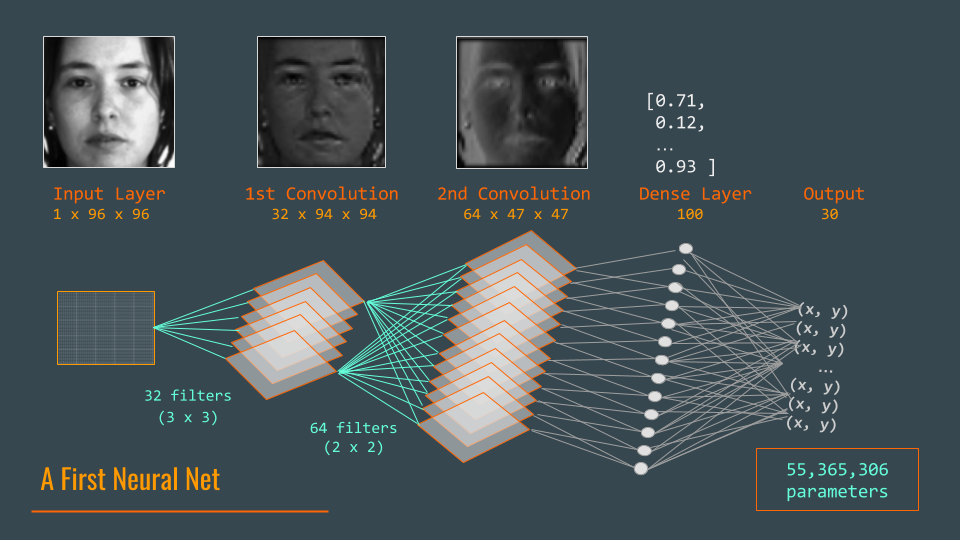 [0.71,
0.12,
...
0.93 ]
Input Layer
1 x 96 x 96
1st Convolution
32 x 94 x 94
2nd Convolution
64 x 47 x 47
Dense Layer
100
Output
30
(x, y)
(x, y)
(x, y)
...
(x, y)
(x, y)
(x, y)
32 filters
(3 x 3)
64 filters
(2 x 2)
A First Neural Net
55,365,306
parameters